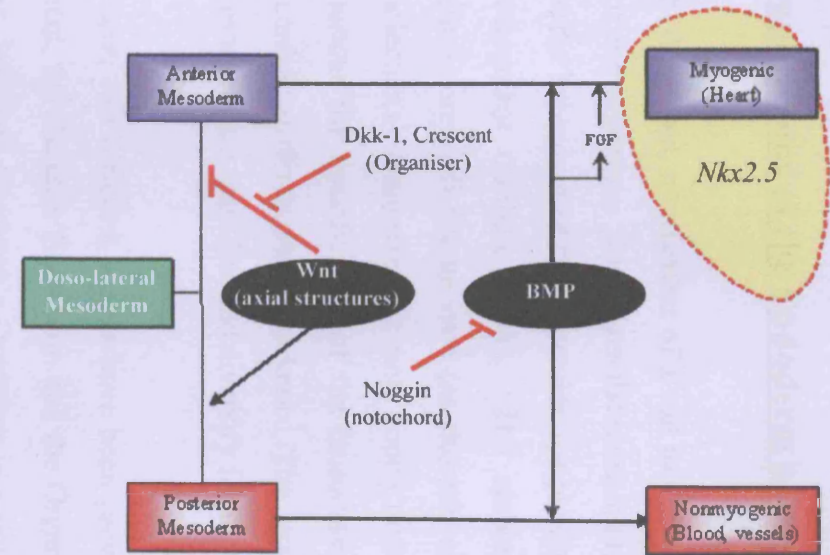 Anterior
Mesoderm
Myogenic
(Heart)
Dkk-1, Crescent
(Organiser)
FGF
Nkx2.5
Doso-lateral
Mesoderm
Wnt
(axial structures)
BMP
Noggin
(notochord)
Posterior
Mesoderm
Nonmyogenic
(Blood, vessels)